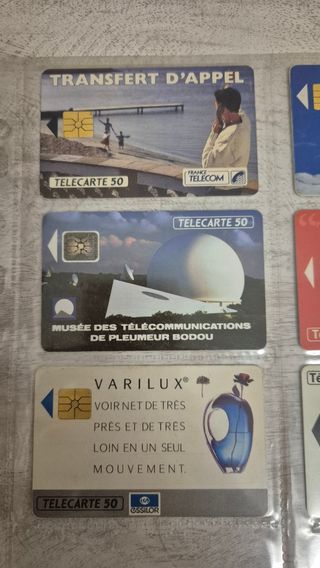 TRANSFERT D'APPEL
TELECARTE 50
FRANCE
TELECOM
TELECARTE 50
MUSÉE DES TÉLÉCOMMUNICATIONS
DE PLEUMEUR BODOU
VARILUX®
VOIR NET DE TRÈS
PRÈS ET DE TRÈS
LOIN EN UN SEUL
MOUVEMENT.
TELECARTE 50
ESSILOR